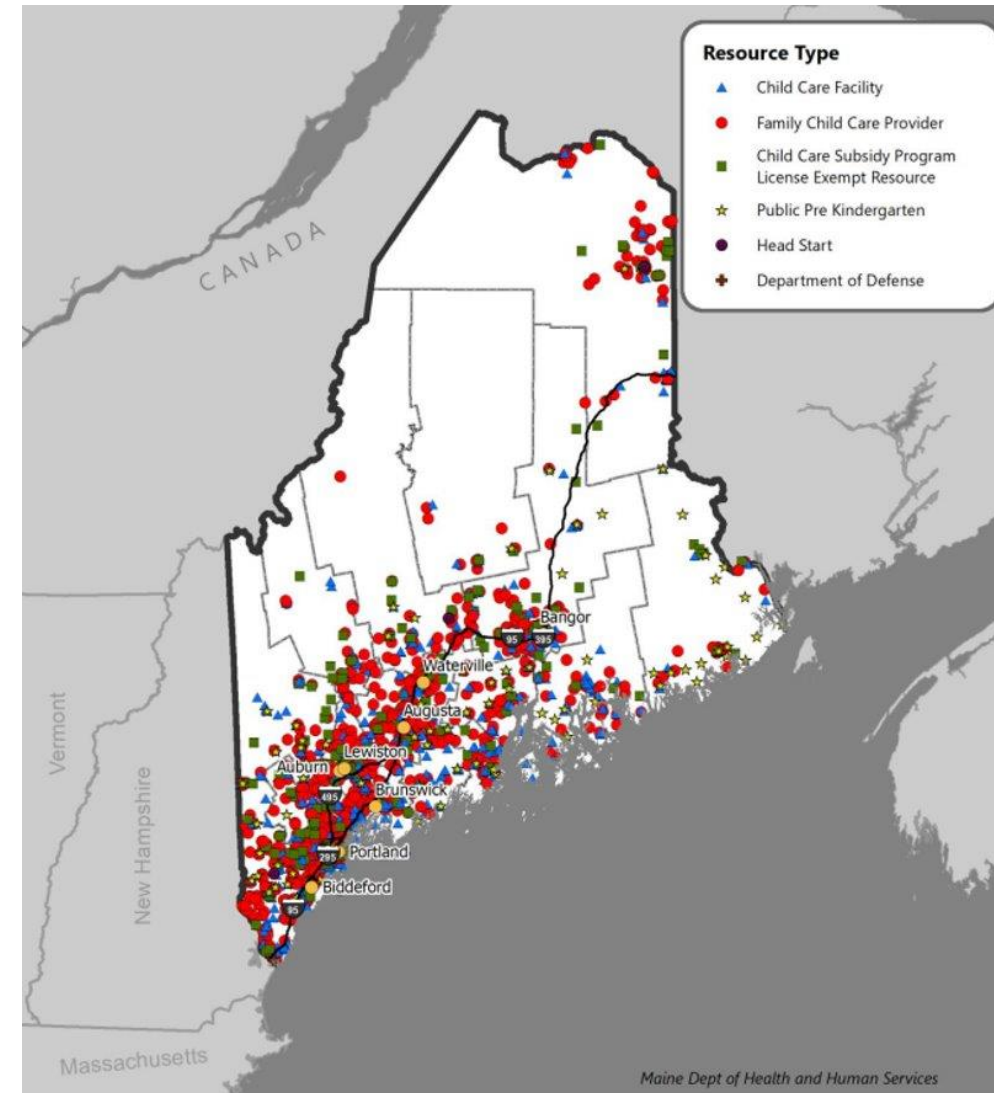 Resource Type
Child Care Facility
Family Child Care Provider
Child Care Subsidy Program
License Exempt Resource
Public Pre Kindergarten
Head Start
Department of Defense
CANADA
Bangor
95
395
Waterville
Augusta
Lewiston
Auburn
Brunswick
495
Portland
295
Biddeford
95
Vermont
New Hampshire
Massachusetts
Maine Dept of Health and Human Services